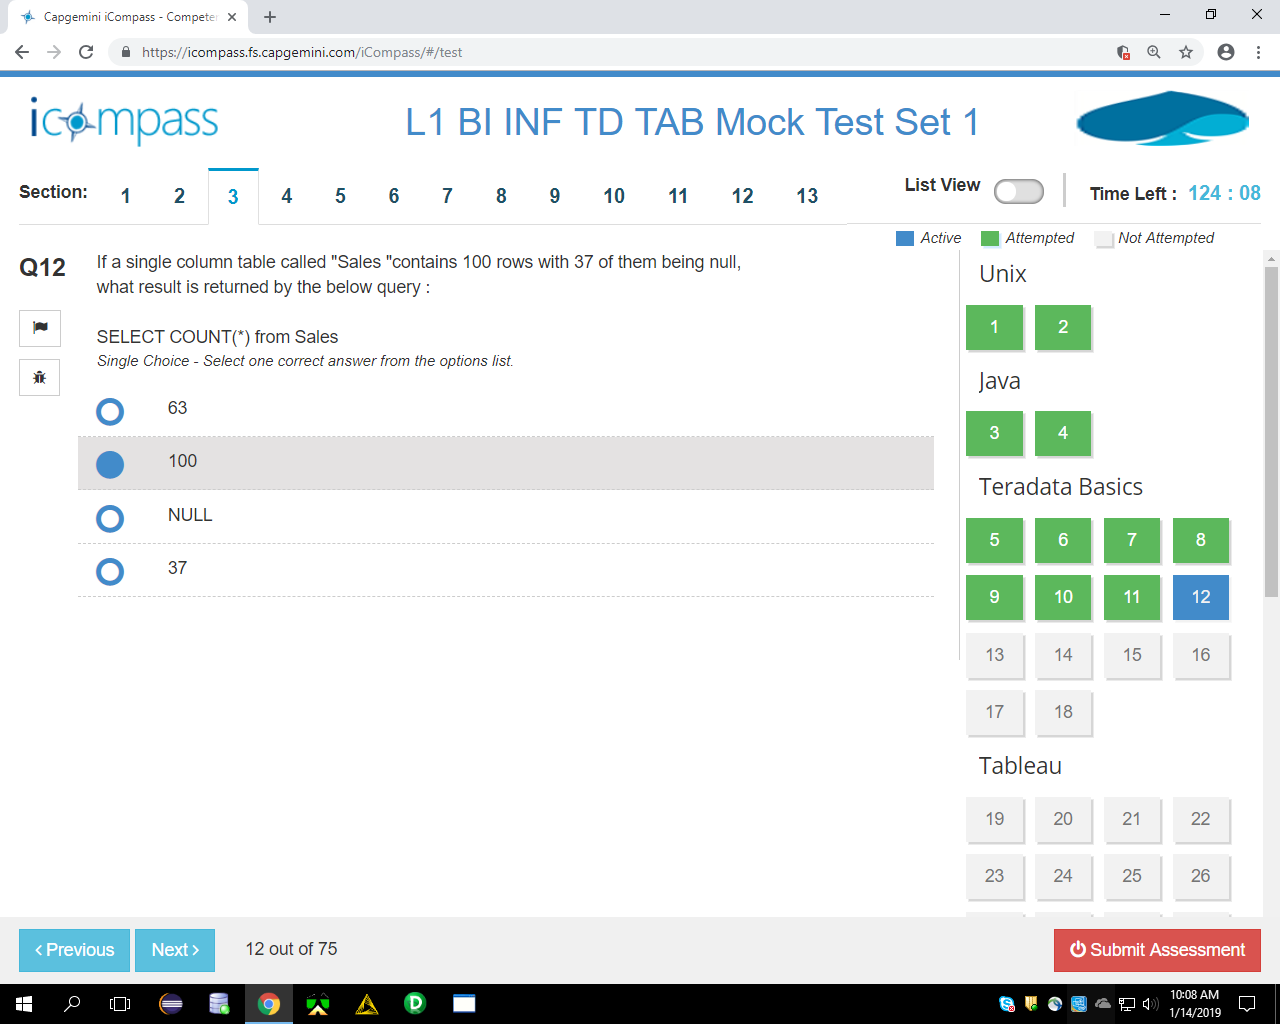 Capgemini iCompass - Competer
https://icompass.fs.capgemini.com/iCompass/#/test
icompass
L1 BI INF TD TAB Mock Test Set 1
Section: 1 2 3 4 5 6 7 8 9 10 11 12 13
List View
Time Left : 124 : 08
Active Attempted Not Attempted
Q12
If a single column table called "Sales "contains 100 rows with 37 of them being null,
what result is returned by the below query :
SELECT COUNT(*) from Sales
Single Choice - Select one correct answer from the options list.
63
100
NULL
37
Unix
1 2
Java
3 4
Teradata Basics
5 6 7 8
9 10 11 12
13 14 15 16
17 18
Tableau
19 20 21 22
23 24 25 26
Previous Next 12 out of 75
Submit Assessment
10:08 AM
1/14/2019